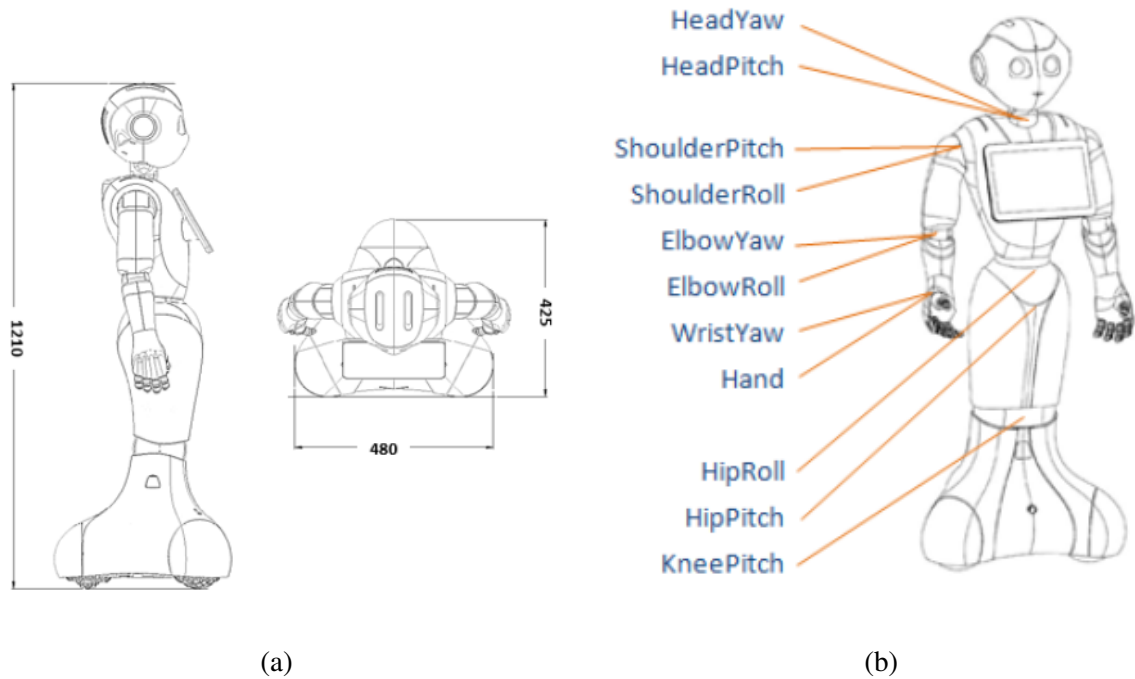 1210
425
480
HeadYaw
HeadPitch
ShoulderPitch
ShoulderRoll
ElbowYaw
ElbowRoll
WristYaw
Hand
HipRoll
HipPitch
KneePitch
(a)
(b)